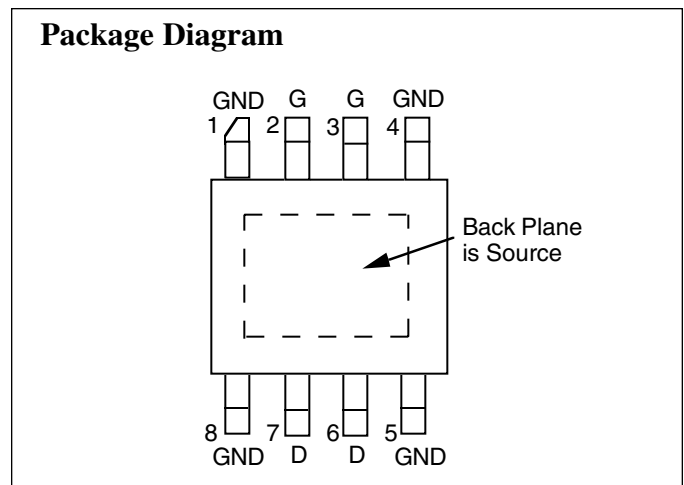 Package Diagram
GND G G GND
1 2 3 4
Back Plane
is Source
8 7 6 5
GND D D GND